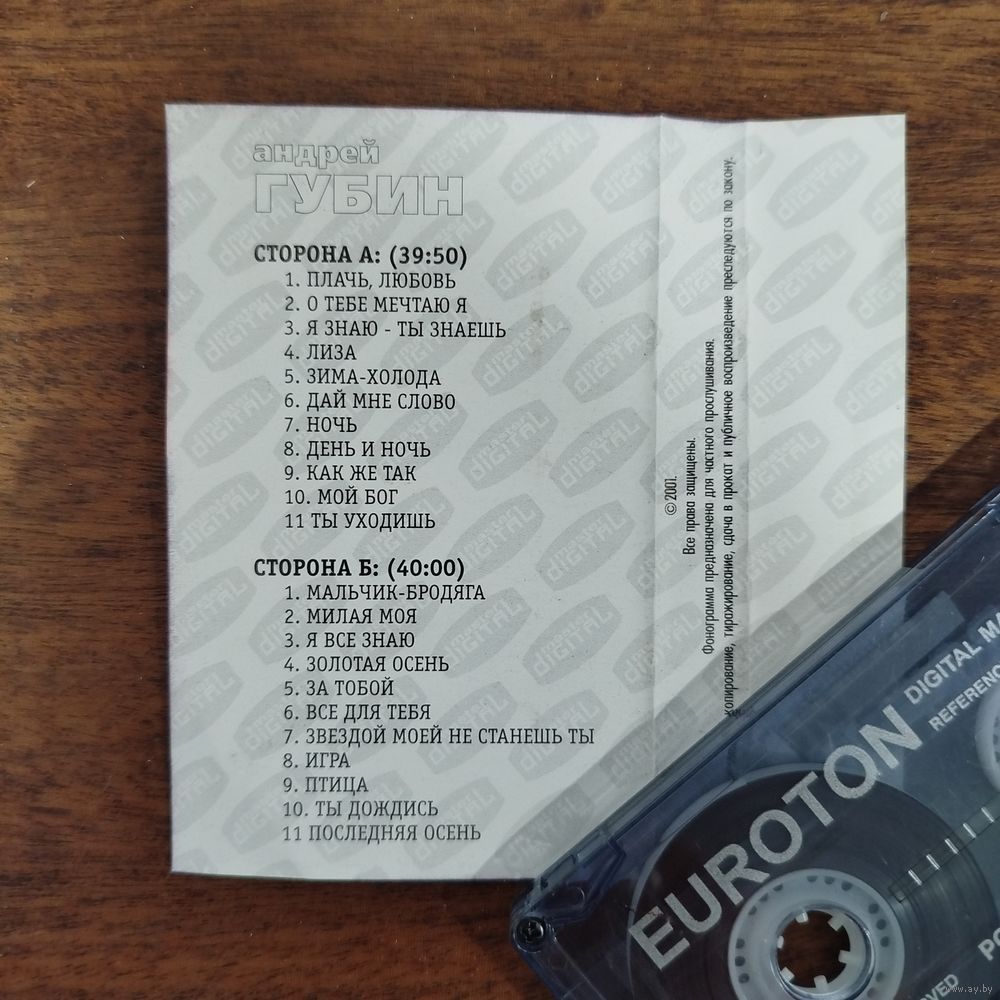 андрей
ГУБИН
СТОРОНА А: (39:50)
1. ПЛАЧЬ, ЛЮБОВЬ
2. О ТЕБЕ МЕЧТАЮ Я
3. Я ЗНАЮ - ТЫ ЗНАЕШЬ
4. ЛИЗА
5. ЗИМА-ХОЛОДА
6. ДАЙ МНЕ СЛОВО
7. НОЧЬ
8. ДЕНЬ И НОЧЬ
9. КАК ЖЕ ТАК
10. МОЙ БОГ
11 ТЫ УХОДИШЬ
СТОРОНА Б: (40:00)
1. МАЛЬЧИК-БРОДЯГА
2. МИЛАЯ МОЯ
3. Я ВСЕ ЗНАЮ
4. ЗОЛОТАЯ ОСЕНЬ
5. ЗА ТОБОЙ
6. ВСЕ ДЛЯ ТЕБЯ
7. ЗВЕЗДОЙ МОЕЙ НЕ СТАНЕШЬ ТЫ
8. ИГРА
9. ПТИЦА
10. ТЫ ДОЖДИСЬ
11 ПОСЛЕДНЯЯ ОСЕНЬ
© 2001.
Все права защищены.
Фонограмма предназначена для частного прослушивания.
копирование, тиражирование, сдача в прокат и публичное воспроизведение преследуются по закону.
EUROTON
DIGITAL
www.ay.by